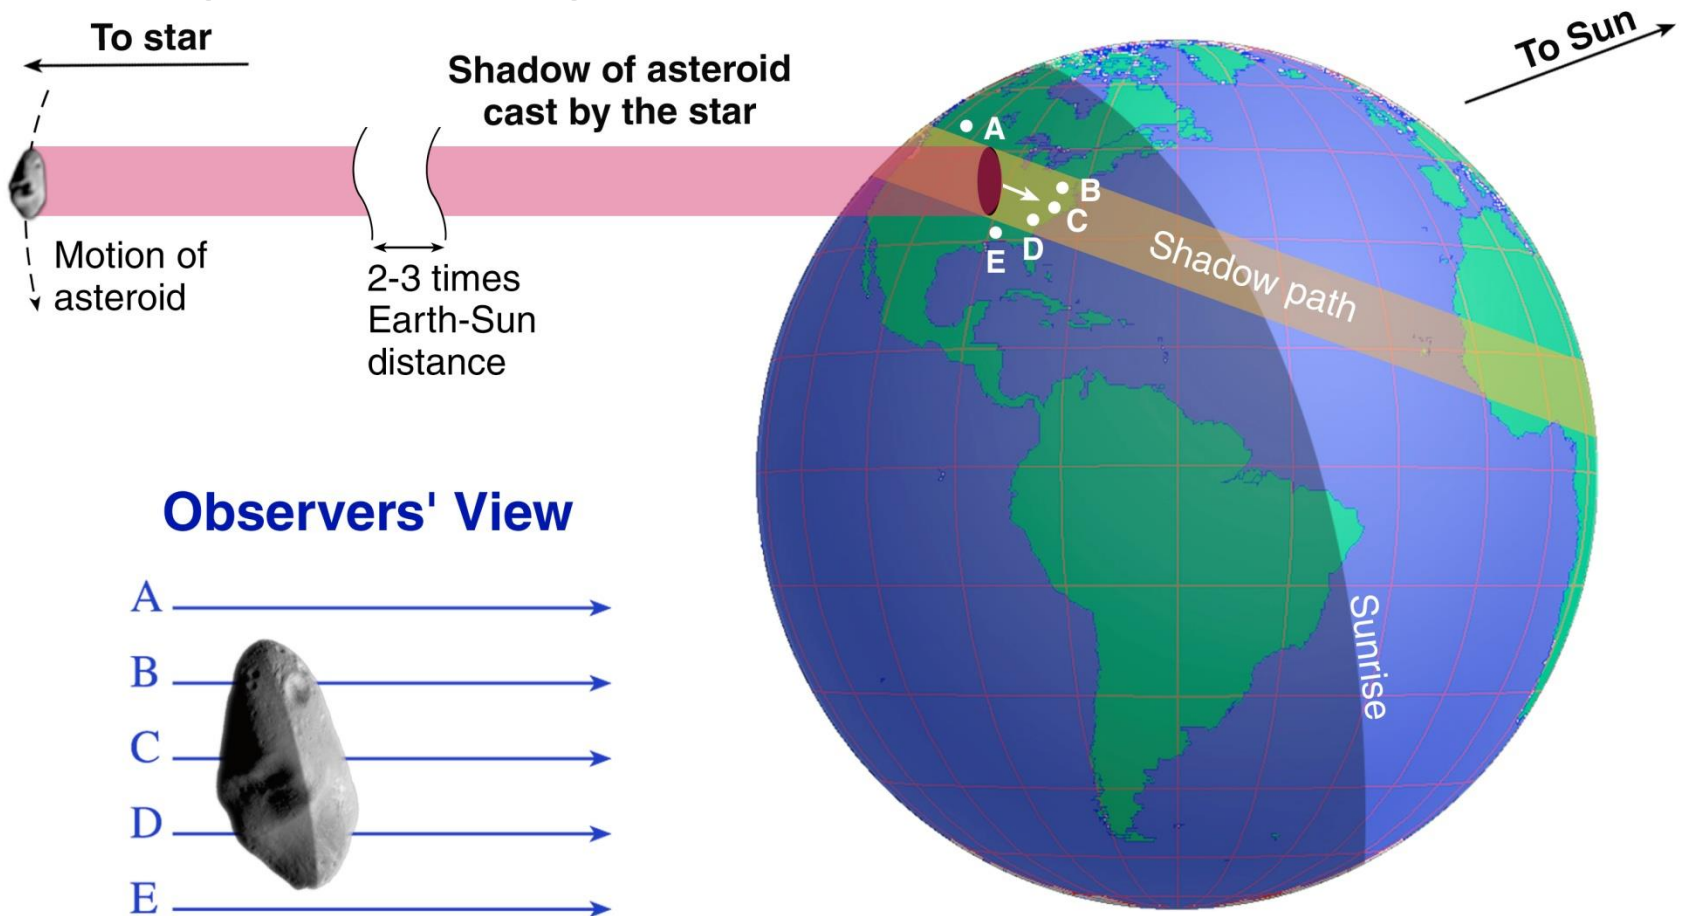 To star
To Sun
Shadow of asteroid
cast by the star
Motion of
asteroid
2-3 times
Earth-Sun
distance
A
B
C
D
E
Shadow path
Sunrise
Observers' View
A
B
C
D
E